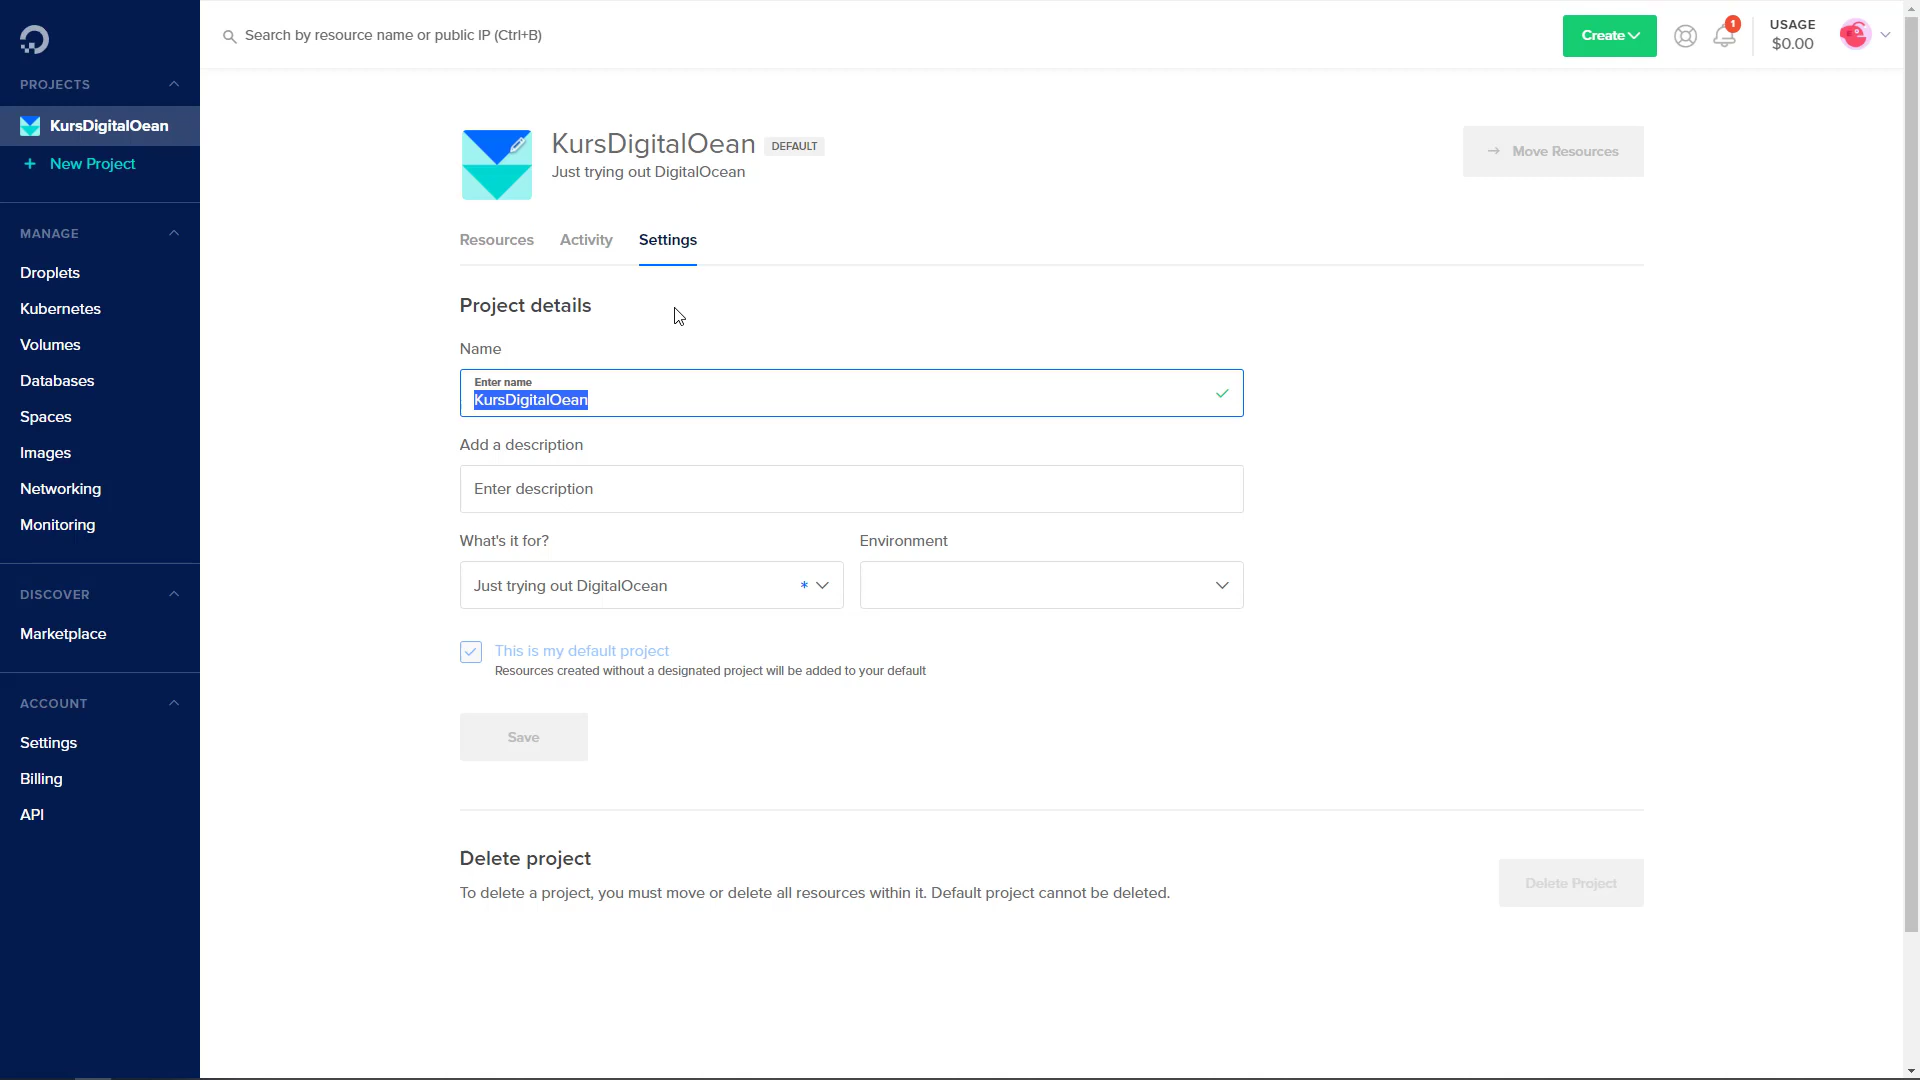 Search by resource name or public IP (Ctrl+B)
Create
1
USAGE
$0.00
PROJECTS
KursDigitalOean
+ New Project
MANAGE
Droplets
Kubernetes
Volumes
Databases
Spaces
Images
Networking
Monitoring
DISCOVER
Marketplace
ACCOUNT
Settings
Billing
API
KursDigitalOean DEFAULT
Just trying out DigitalOcean
→ Move Resources
Resources Activity Settings
Project details
Name
Enter name
KursDigitalOean
Add a description
Enter description
What's it for? Environment
Just trying out DigitalOcean *
This is my default project
Resources created without a designated project will be added to your default
Save
Delete project
To delete a project, you must move or delete all resources within it. Default project cannot be deleted.
Delete Project